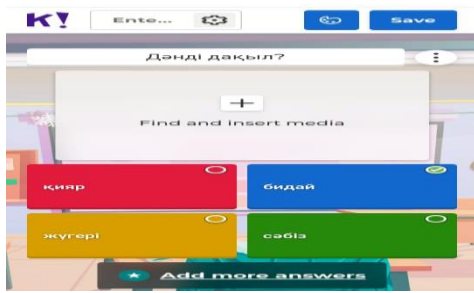 K!
Ente...
Save
Дәнді дақыл?
Find and insert media
қияр
бидай
жүгері
сәбіз
Add more answers